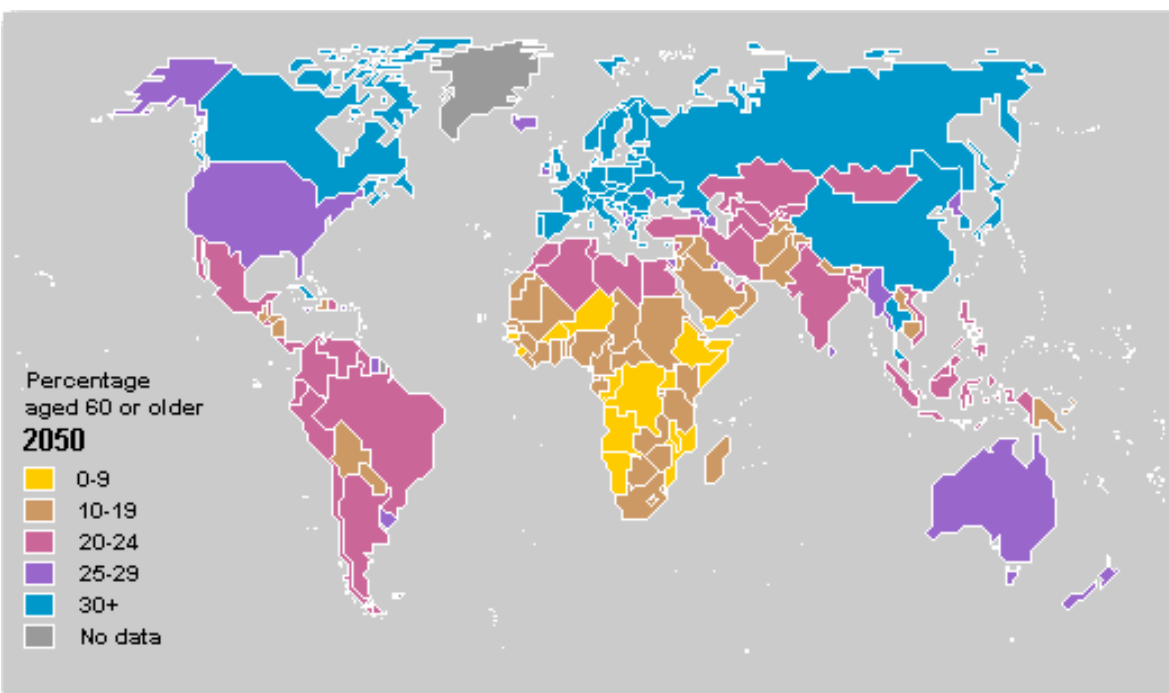 Percentage
aged 60 or older
2050
0-9
10-19
20-24
25-29
30+
No data